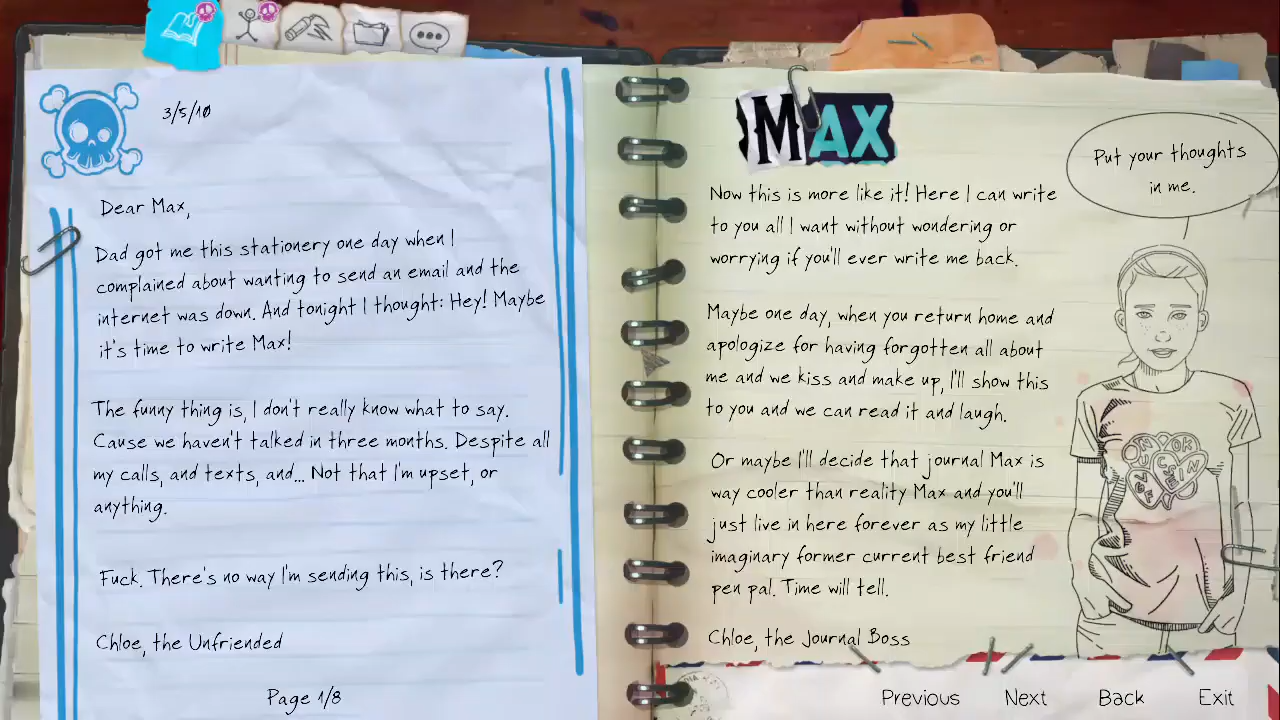 3/5/10
Dear Max,
Dad got me this stationery one day when I
complained about wanting to send an email and the
internet was down. And tonight I thought: Hey! Maybe
it's time to write Max!
The funny thing is, I don't really know what to say.
Cause we haven't talked in three months. Despite all
my calls, and texts, and... Not that I'm upset, or
anything.
Fuck. There's no way I'm sending this, is there?
Chloe, the Unfriended
Page 1/8
MAX
Now this is more like it! Here I can write
to you all I want without wondering or
worrying if you'll ever write me back.
Maybe one day, when you return home and
apologize for having forgotten all about
me and we kiss and make up, I'll show this
to you and we can read it and laugh.
Or maybe I'll decide that journal Max is
way cooler than reality Max and you'll
just live in here forever as my little
imaginary former current best friend
pen pal. Time will tell.
Chloe, the Journal Boss
Put your thoughts
in me.
Previous Next Back Exit